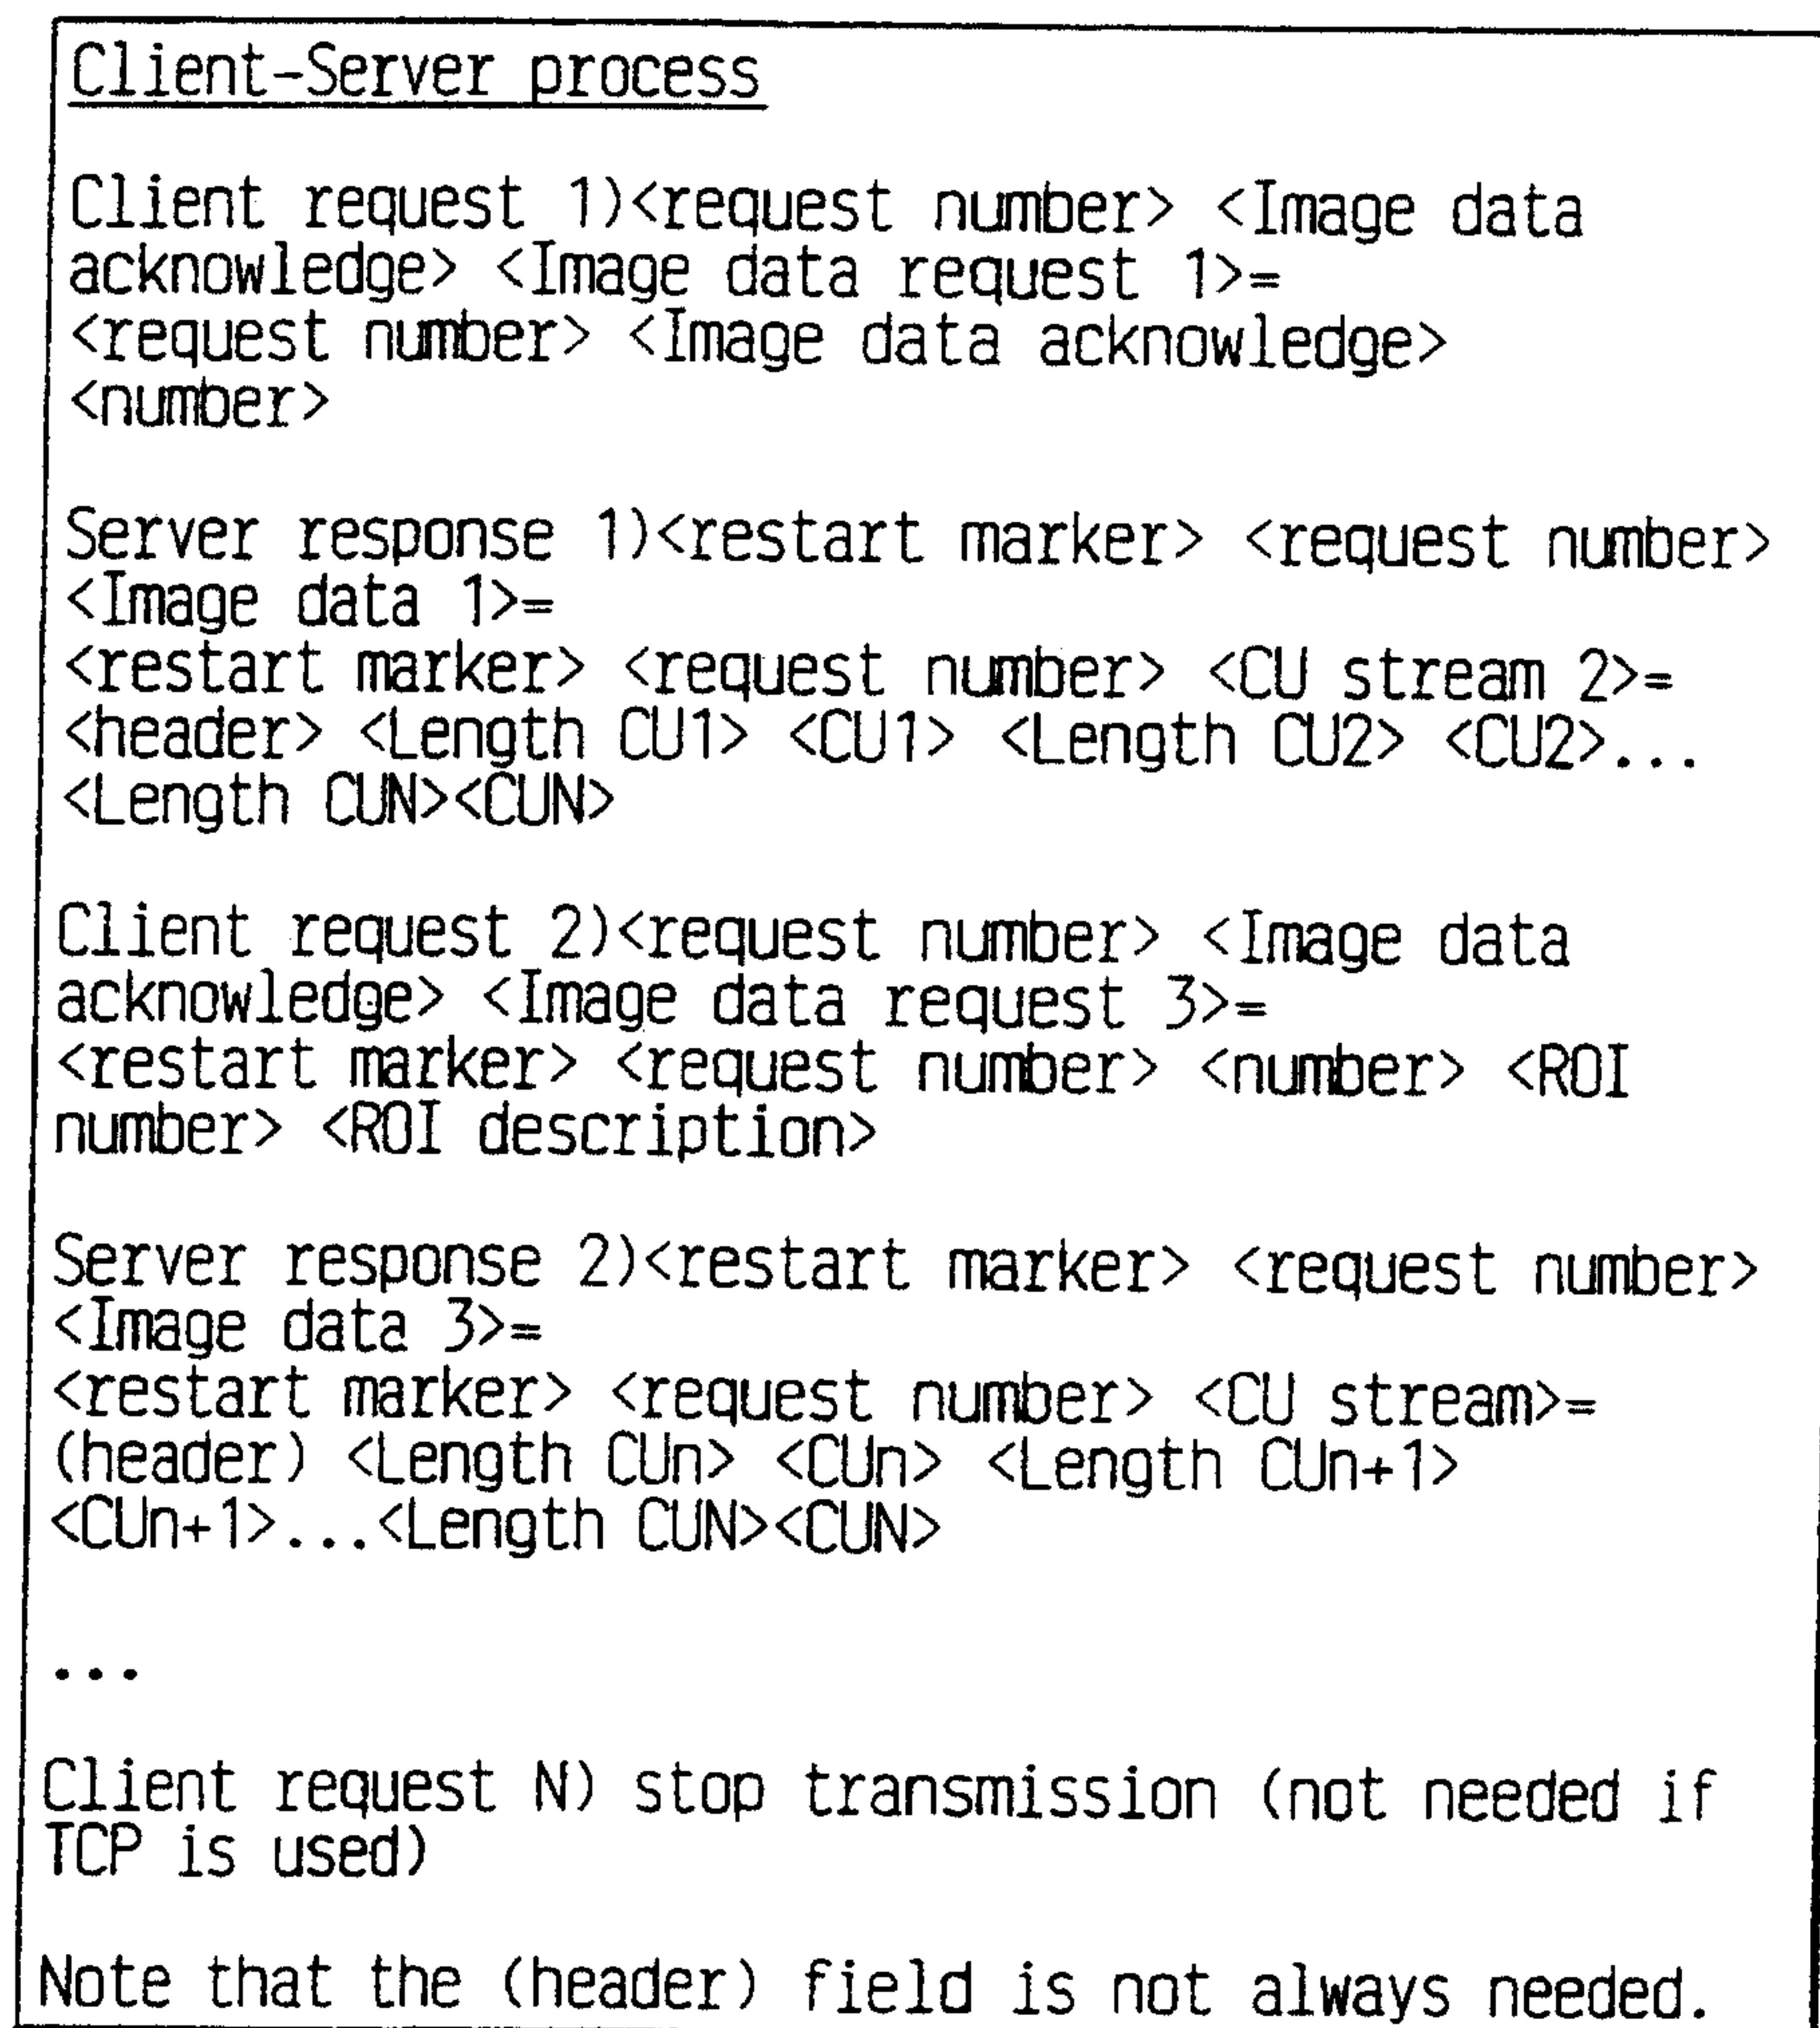 Client-Server process
Client request 1)<request number> <Image data
acknowledge> <Image data request 1>=
<request number> <Image data acknowledge>
<number>
Server response 1)<restart marker> <request number>
<Image data 1>=
<restart marker> <request number> <CU stream 2>=
<header> <Length CU1> <CU1> <Length CU2> <CU2>...
<Length CUN><CUN>
Client request 2)<request number> <Image data
acknowledge> <Image data request 3>=
<restart marker> <request number> <number> <ROI
number> <ROI description>
Server response 2)<restart marker> <request number>
<Image data 3>=
<restart marker> <request number> <CU stream>=
(header) <Length CUn> <CUn> <Length CUn+1>
<CUn+1>...<Length CUN><CUN>
...
Client request N) stop transmission (not needed if
TCP is used)
Note that the (header) field is not always needed.